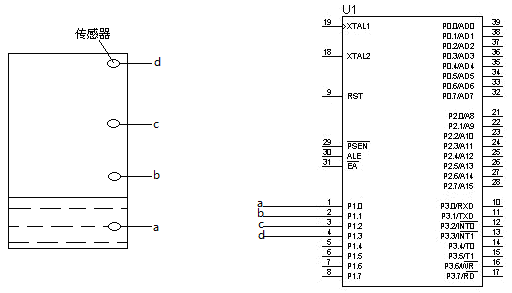 传感器
d
c
b
a
U1
19 XTAL1
18 XTAL2
9 RST
29 PSEN
30 ALE
31 EA
a 1 P1.0
b 2 P1.1
c 3 P1.2
d 4 P1.3
5 P1.4
6 P1.5
7 P1.6
8 P1.7
P0.0/AD0 39
P0.1/AD1 38
P0.2/AD2 37
P0.3/AD3 36
P0.4/AD4 35
P0.5/AD5 34
P0.6/AD6 33
P0.7/AD7 32
P2.0/A8 21
P2.1/A9 22
P2.2/A10 23
P2.3/A11 24
P2.4/A12 25
P2.5/A13 26
P2.6/A14 27
P2.7/A15 28
P3.0/RXD 10
P3.1/TXD 11
P3.2/INT0 12
P3.3/INT1 13
P3.4/T0 14
P3.5/T1 15
P3.6/WR 16
P3.7/RD 17